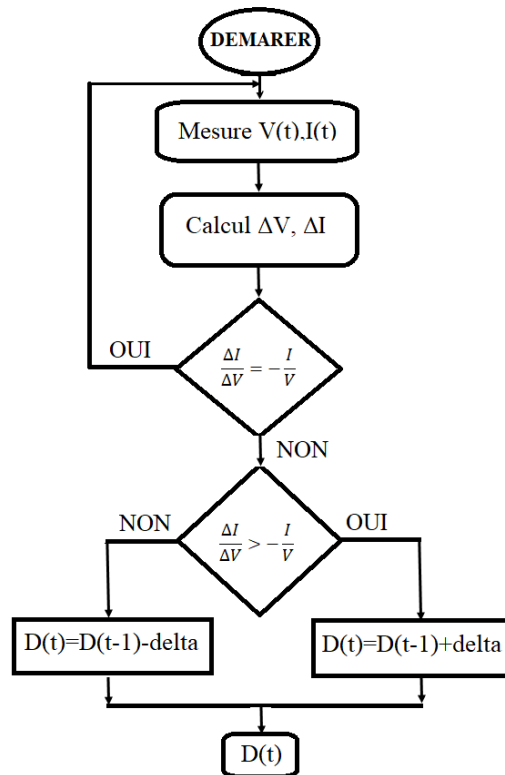 DEMARER
Mesure V(t),I(t)
Calcul ΔV, ΔI
OUI
ΔI/ΔV = -I/V
NON
NON
OUI
ΔI/ΔV > -I/V
D(t)=D(t-1)-delta
D(t)=D(t-1)+delta
D(t)